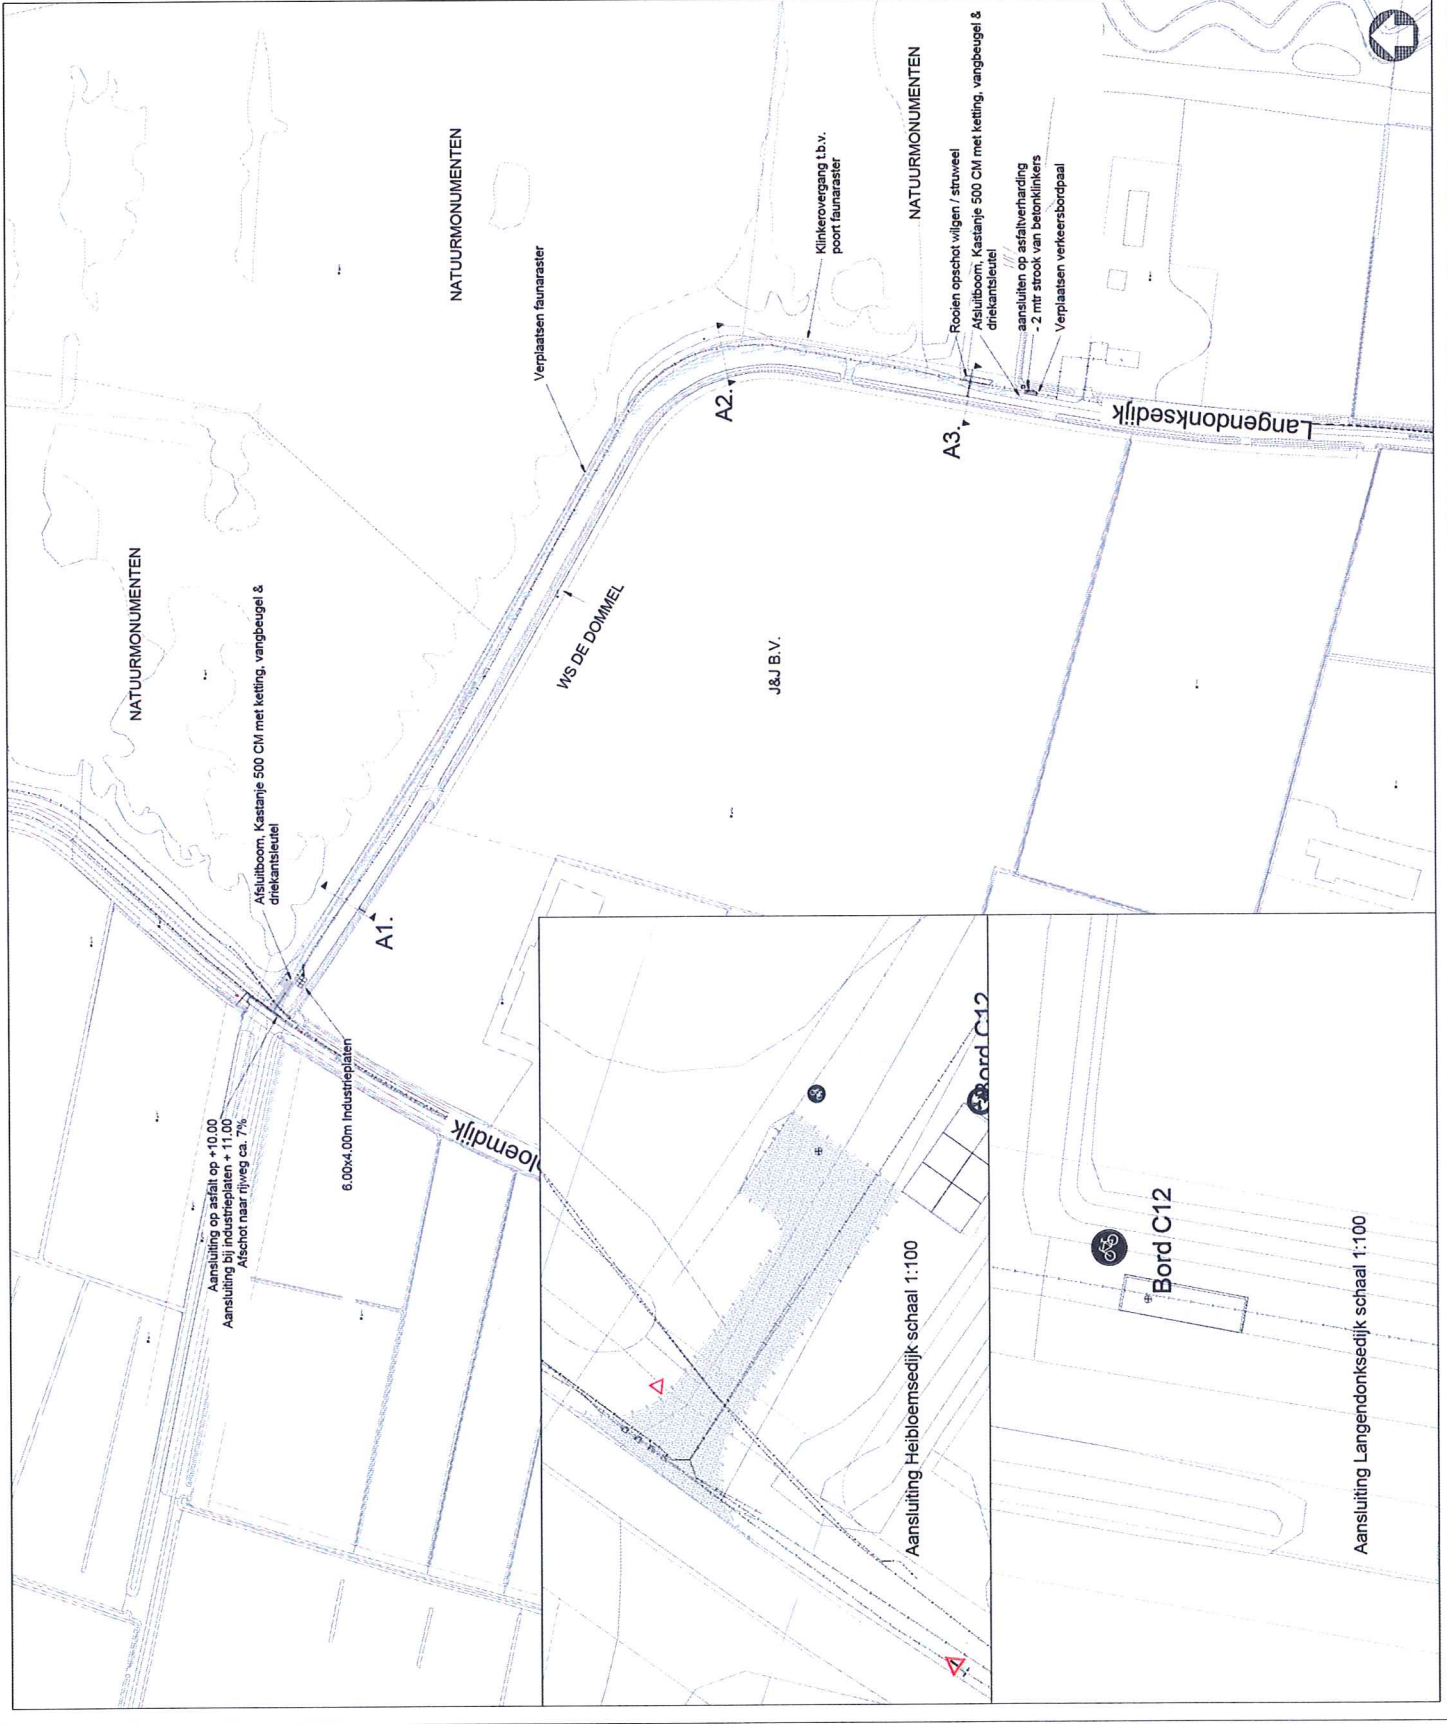 NATUURMONUMENTEN
NATUURMONUMENTEN
NATUURMONUMENTEN
Afsluitboom, Kastanje 500 CM met ketting, vangbeugel &
driekantsleutel
Verplaatsen faunaraster
Klinkerovergang t.b.v.
poort faunaraster
Rooien opschot wilgen / struweel
Afsluitboom, Kastanje 500 CM met ketting, vangbeugel &
driekantsleutel
aansluiten op asfaltverharding
- 2 mtr strook van betonklinkers
Verplaatsen verkeersbordpaal
Aansluiting op asfalt op +10.00
Aansluiting bij industrieplaten + 11.00
Afschot naar rijweg ca. 7%
6.00x4.00m Industrieplaten
A1.
A2.
A3.
WS DE DOMMEL
J&J B.V.
Langendonksedijk
bloemdijk
Bord C12
Aansluiting Heibloemsedijk schaal 1:100
Bord C12
Aansluiting Langendonksedijk schaal 1:100